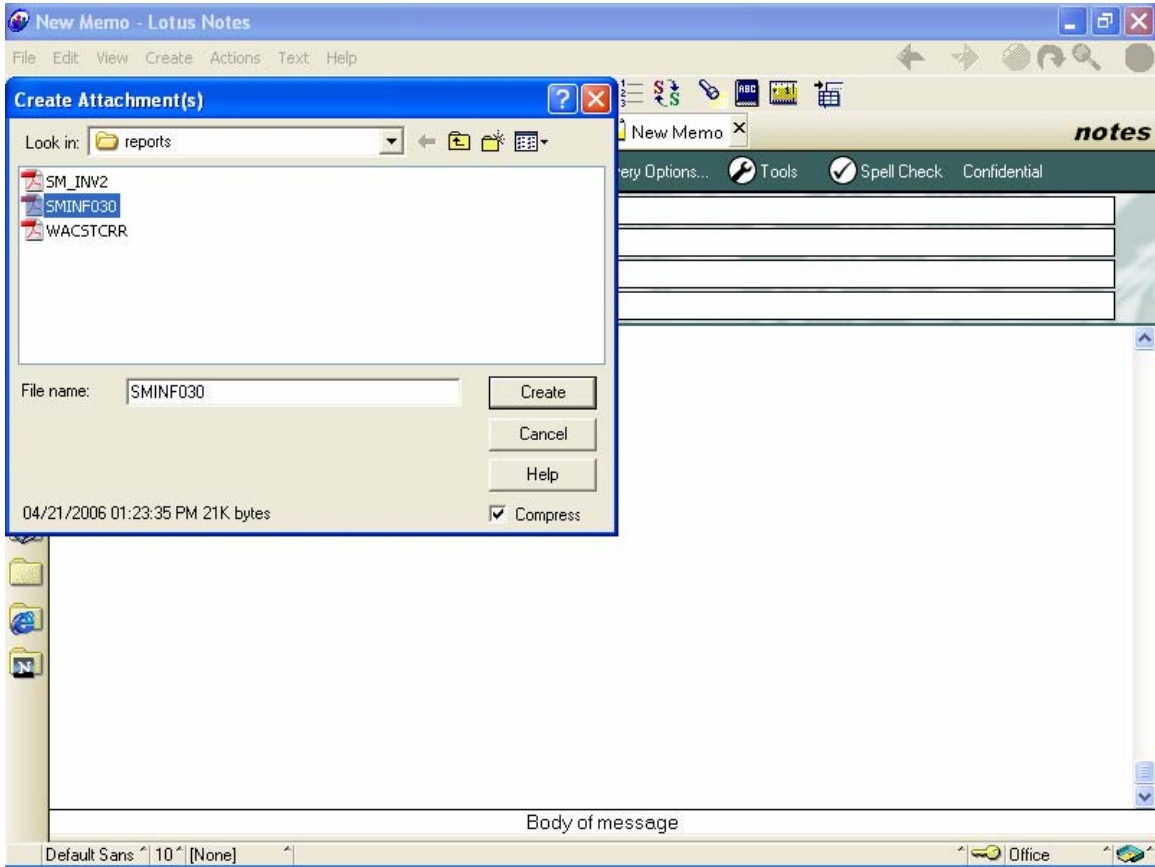 New Memo - Lotus Notes
File Edit View Create Actions Text Help
Create Attachment(s)
New Memo
notes
Look in: reports
Tools Spell Check Confidential
Options...
SM_INV2
SMINF030
WACSTCRR
File name: SMINF030 Create
Cancel
Help
04/21/2006 01:23:35 PM 21K bytes Compress
Body of message
Default Sans 10 [None] Office